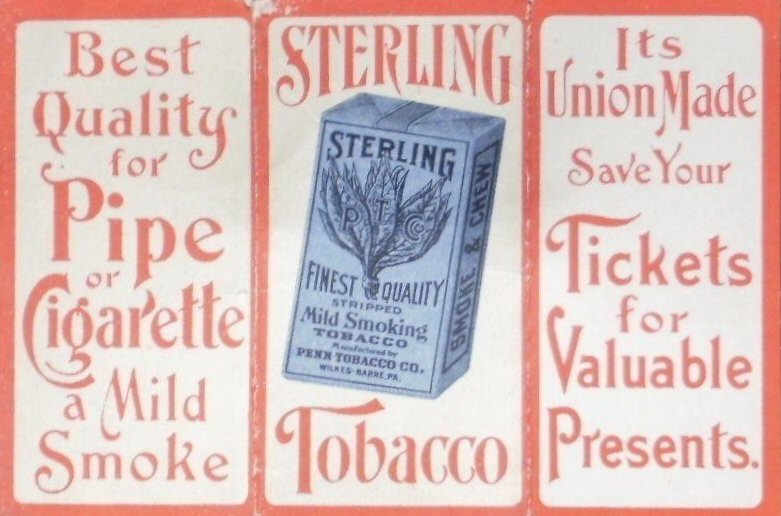 Best
Quality
for
Pipe
or
Cigarette
a Mild
Smoke
STERLING
STERLING
P T C
FINEST QUALITY
STRIPPED
Mild Smoking
TOBACCO
Manufactured by
PENN TOBACCO CO.
WILKES-BARRE, PA.
SMOKE & CHEW
Tobacco
Its
Union Made
Save Your
Tickets
for
Valuable
Presents.